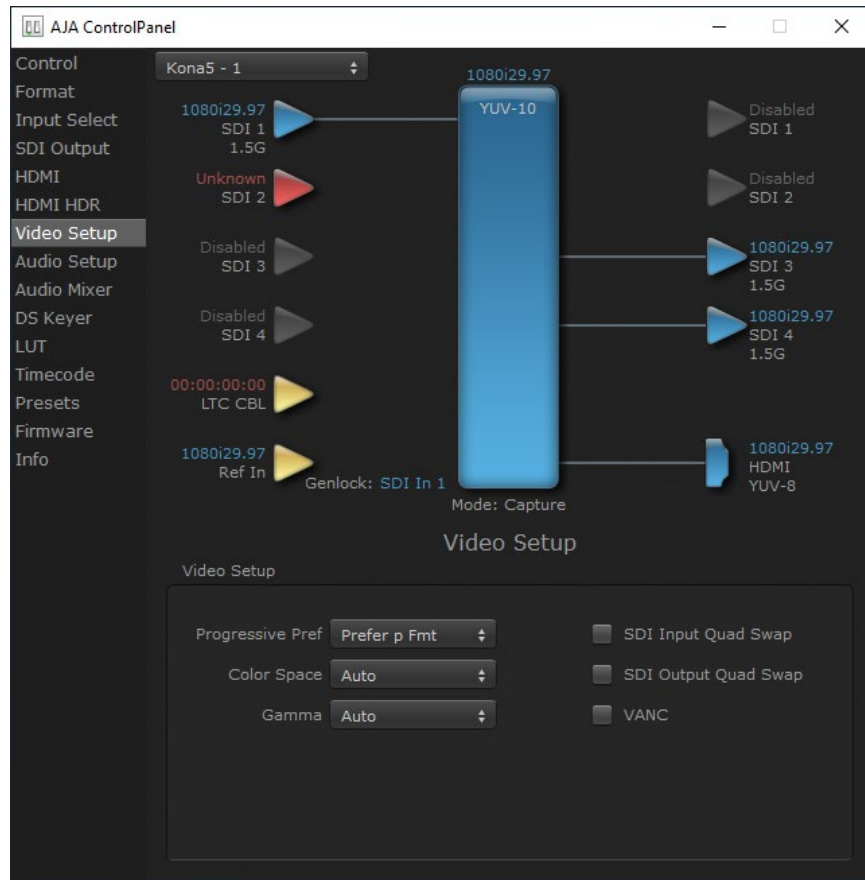 AJA ControlPanel
Control
Format
Input Select
SDI Output
HDMI
HDMI HDR
Video Setup
Audio Setup
Audio Mixer
DS Keyer
LUT
Timecode
Presets
Firmware
Info
Kona5 - 1
1080i29.97
YUV-10
1080i29.97
SDI 1
1.5G
Unknown
SDI 2
Disabled
SDI 3
Disabled
SDI 4
00:00:00:00
LTC CBL
1080i29.97
Ref In
Genlock: SDI In 1
Mode: Capture
Disabled
SDI 1
Disabled
SDI 2
1080i29.97
SDI 3
1.5G
1080i29.97
SDI 4
1.5G
1080i29.97
HDMI
YUV-8
Video Setup
Video Setup
Progressive Pref Prefer p Fmt
Color Space Auto
Gamma Auto
SDI Input Quad Swap
SDI Output Quad Swap
VANC